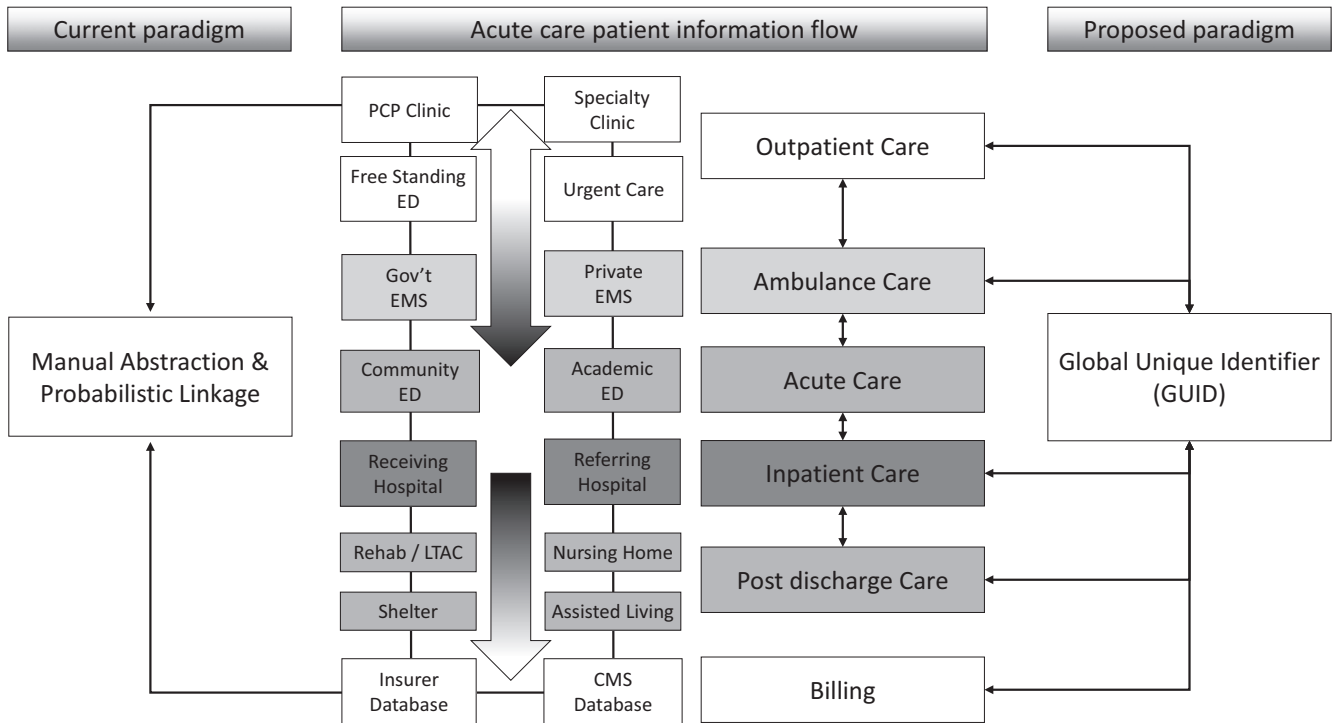 Current paradigm
Acute care patient information flow
Proposed paradigm
PCP Clinic
Specialty
Clinic
Free Standing
ED
Urgent Care
Gov't
EMS
Private
EMS
Community
ED
Academic
ED
Receiving
Hospital
Referring
Hospital
Rehab / LTAC
Nursing Home
Shelter
Assisted Living
Insurer
Database
CMS
Database
Manual Abstraction &
Probabilistic Linkage
Outpatient Care
Ambulance Care
Acute Care
Inpatient Care
Post discharge Care
Billing
Global Unique Identifier
(GUID)